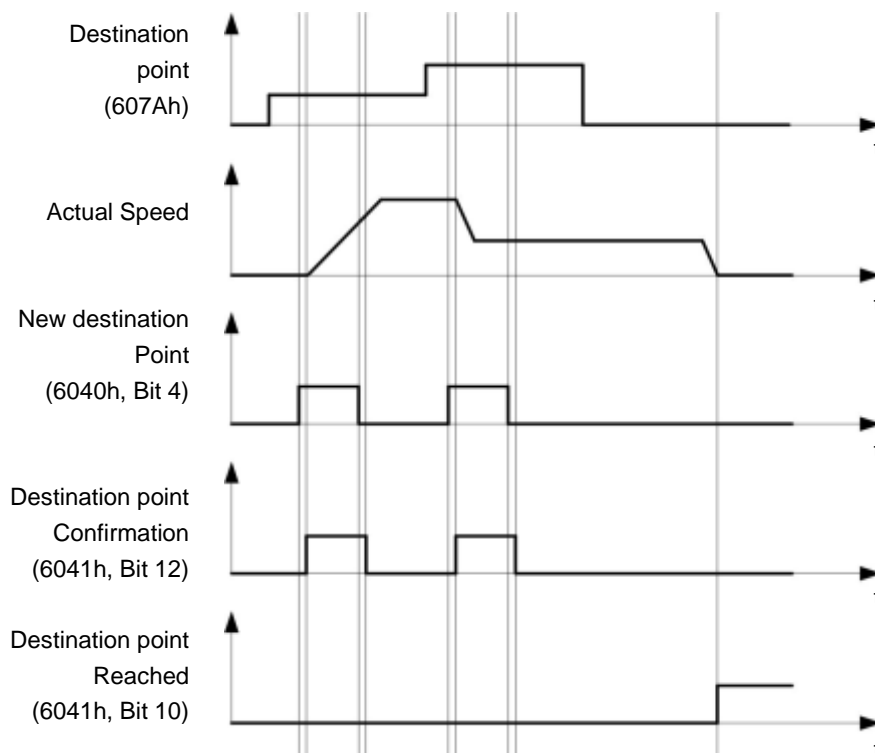 Destination
point
(607Ah)
Actual Speed
New destination
Point
(6040h, Bit 4)
Destination point
Confirmation
(6041h, Bit 12)
Destination point
Reached
(6041h, Bit 10)